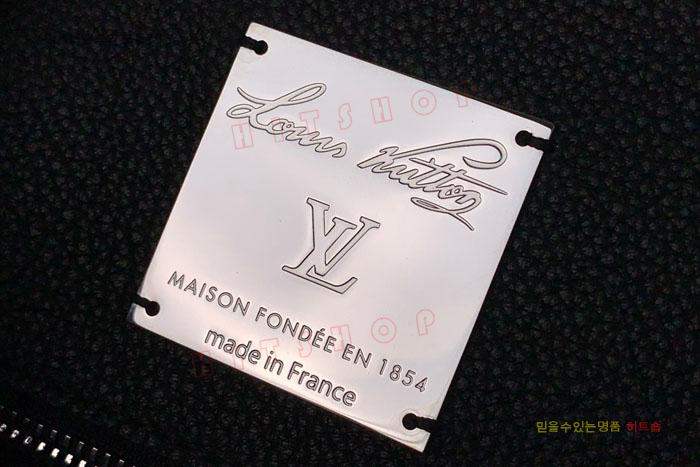 HITSHOP
Louis Vuitton
LV
MAISON FONDÉE EN 1854
HITSHOP
made in France
믿을수있는명품 히트숍